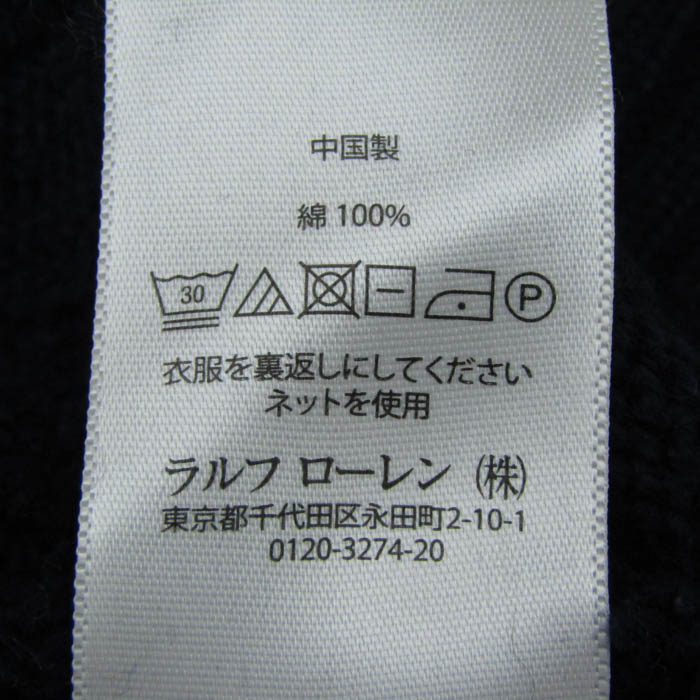 中国製
綿 100%
30 P
衣服を裏返しにしてください
ネットを使用
ラルフ ローレン (株)
東京都千代田区永田町2-10-1
0120-3274-20